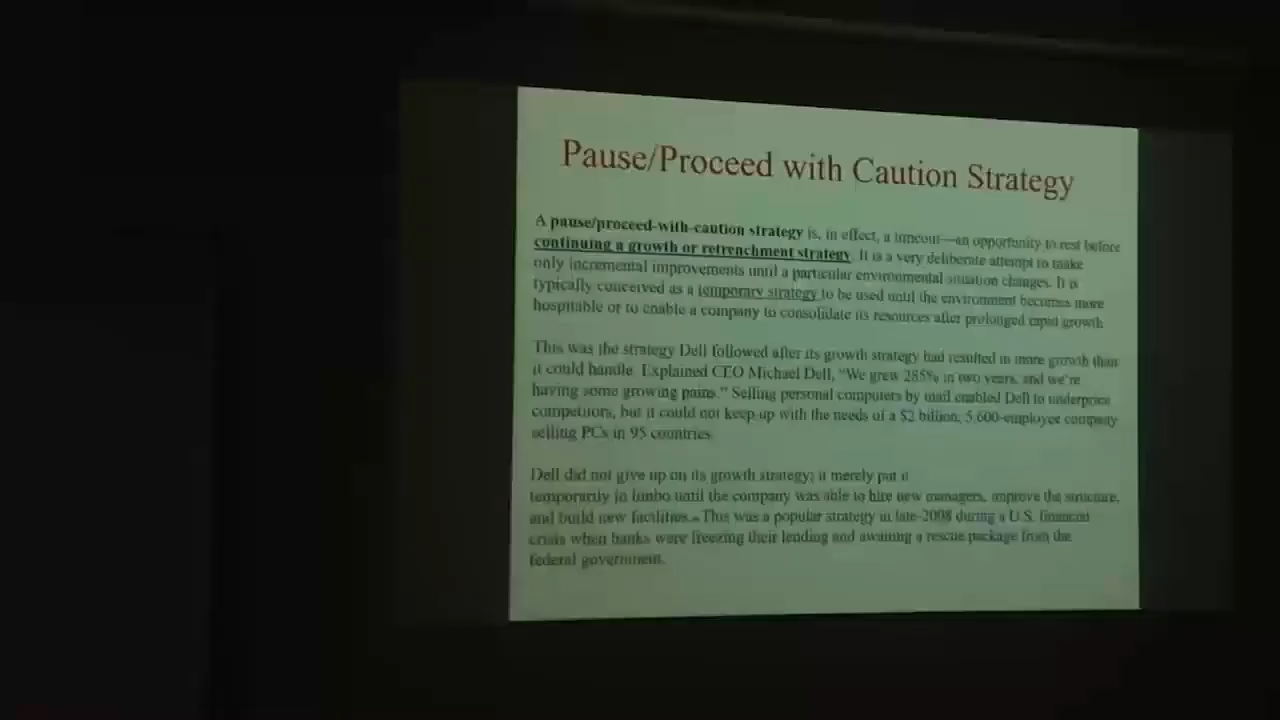 Pause/Proceed with Caution Strategy
A pause/proceed-with-caution strategy is, in effect, a timeout—an opportunity to rest before
continuing a growth or retrenchment strategy. It is a very deliberate attempt to make
only incremental improvements until a particular environmental situation changes. It is
typically conceived as a temporary strategy to be used until the environment becomes more
hospitable or to enable a company to consolidate its resources after prolonged rapid growth
This was the strategy Dell followed after its growth strategy had resulted in more growth than
it could handle. Explained CEO Michael Dell, “We grew 285% in two years, and we’re
having some growing pains.” Selling personal computers by mail enabled Dell to underprice
competitors, but it could not keep up with the needs of a $2 billion, 5,600-employee company
selling PCs in 95 countries.
Dell did not give up on its growth strategy; it merely put it
temporarily in limbo until the company was able to hire new managers, improve the structure,
and build new facilities. This was a popular strategy in late-2008 during a U.S. financial
crisis when banks were freezing their lending and awaiting a rescue package from the
federal government.